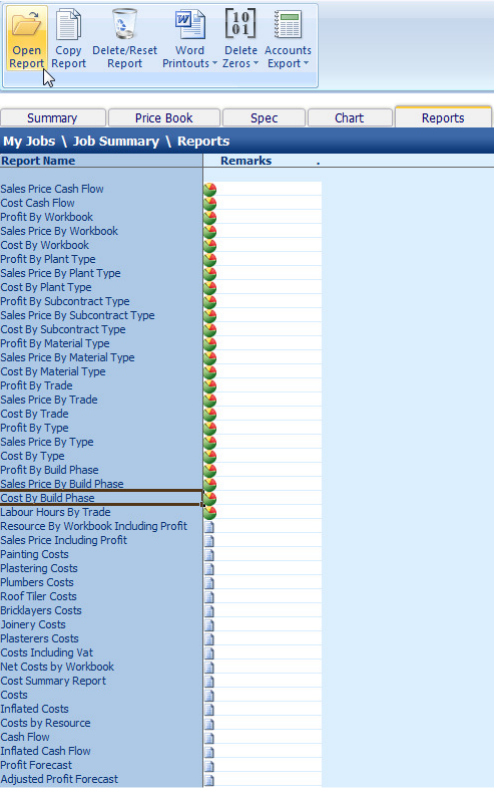 10
01
Open Report
Copy Report
Delete/Reset Report
Word Printouts
Delete Zeros
Accounts Export
Summary
Price Book
Spec
Chart
Reports
My Jobs \ Job Summary \ Reports
Report Name Remarks .
Sales Price Cash Flow
Cost Cash Flow
Profit By Workbook
Sales Price By Workbook
Cost By Workbook
Profit By Plant Type
Sales Price By Plant Type
Cost By Plant Type
Profit By Subcontract Type
Sales Price By Subcontract Type
Cost By Subcontract Type
Profit By Material Type
Sales Price By Material Type
Cost By Material Type
Profit By Trade
Sales Price By Trade
Cost By Trade
Profit By Type
Sales Price By Type
Cost By Type
Profit By Build Phase
Sales Price By Build Phase
Cost By Build Phase
Labour Hours By Trade
Resource By Workbook Including Profit
Sales Price Including Profit
Painting Costs
Plastering Costs
Plumbers Costs
Roof Tiler Costs
Bricklayers Costs
Joinery Costs
Plasterers Costs
Costs Including Vat
Net Costs by Workbook
Cost Summary Report
Costs
Inflated Costs
Costs by Resource
Cash Flow
Inflated Cash Flow
Profit Forecast
Adjusted Profit Forecast